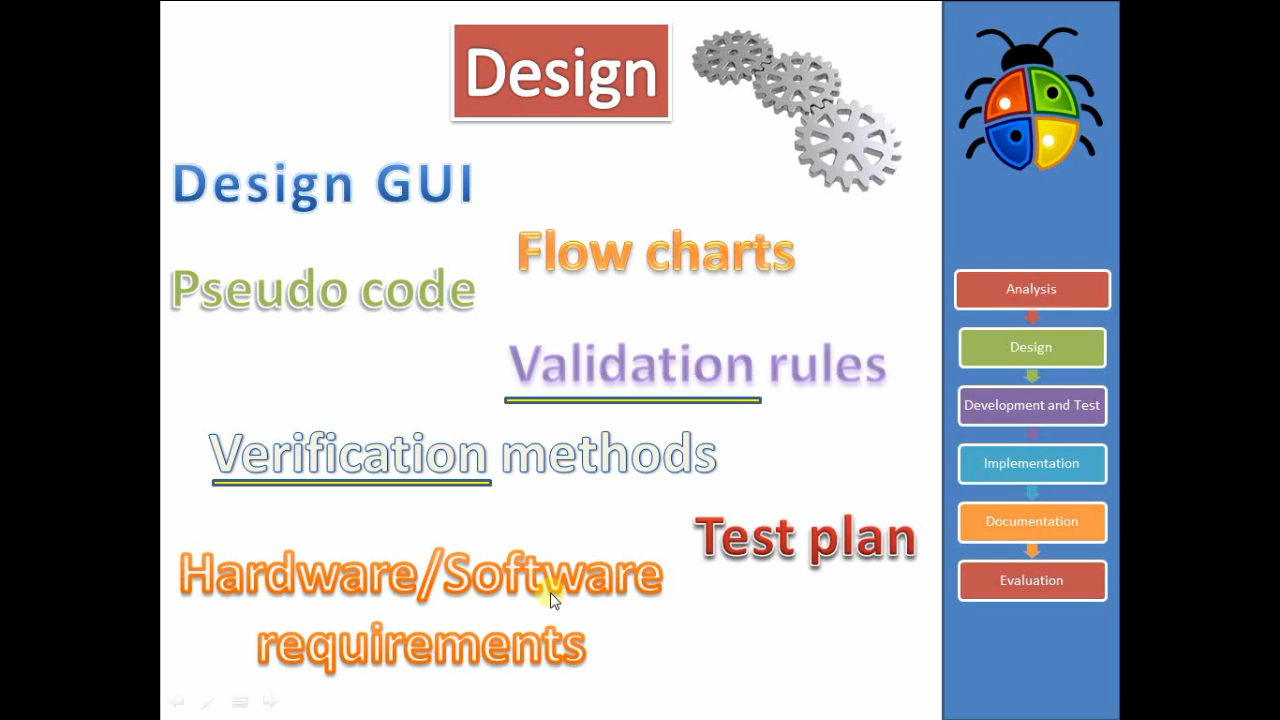 Design
Design GUI
Flow charts
Pseudo code
Validation rules
Verification methods
Test plan
Hardware/Software
requirements
Analysis
Design
Development and Test
Implementation
Documentation
Evaluation